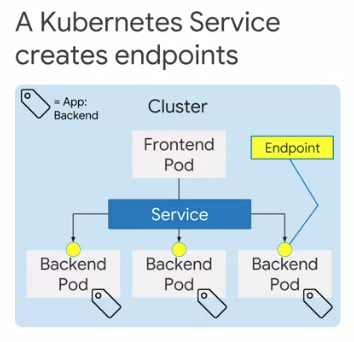 A Kubernetes Service
creates endpoints
= App:
Backend
Cluster
Frontend
Pod
Endpoint
Service
Backend
Pod
Backend
Pod
Backend
Pod